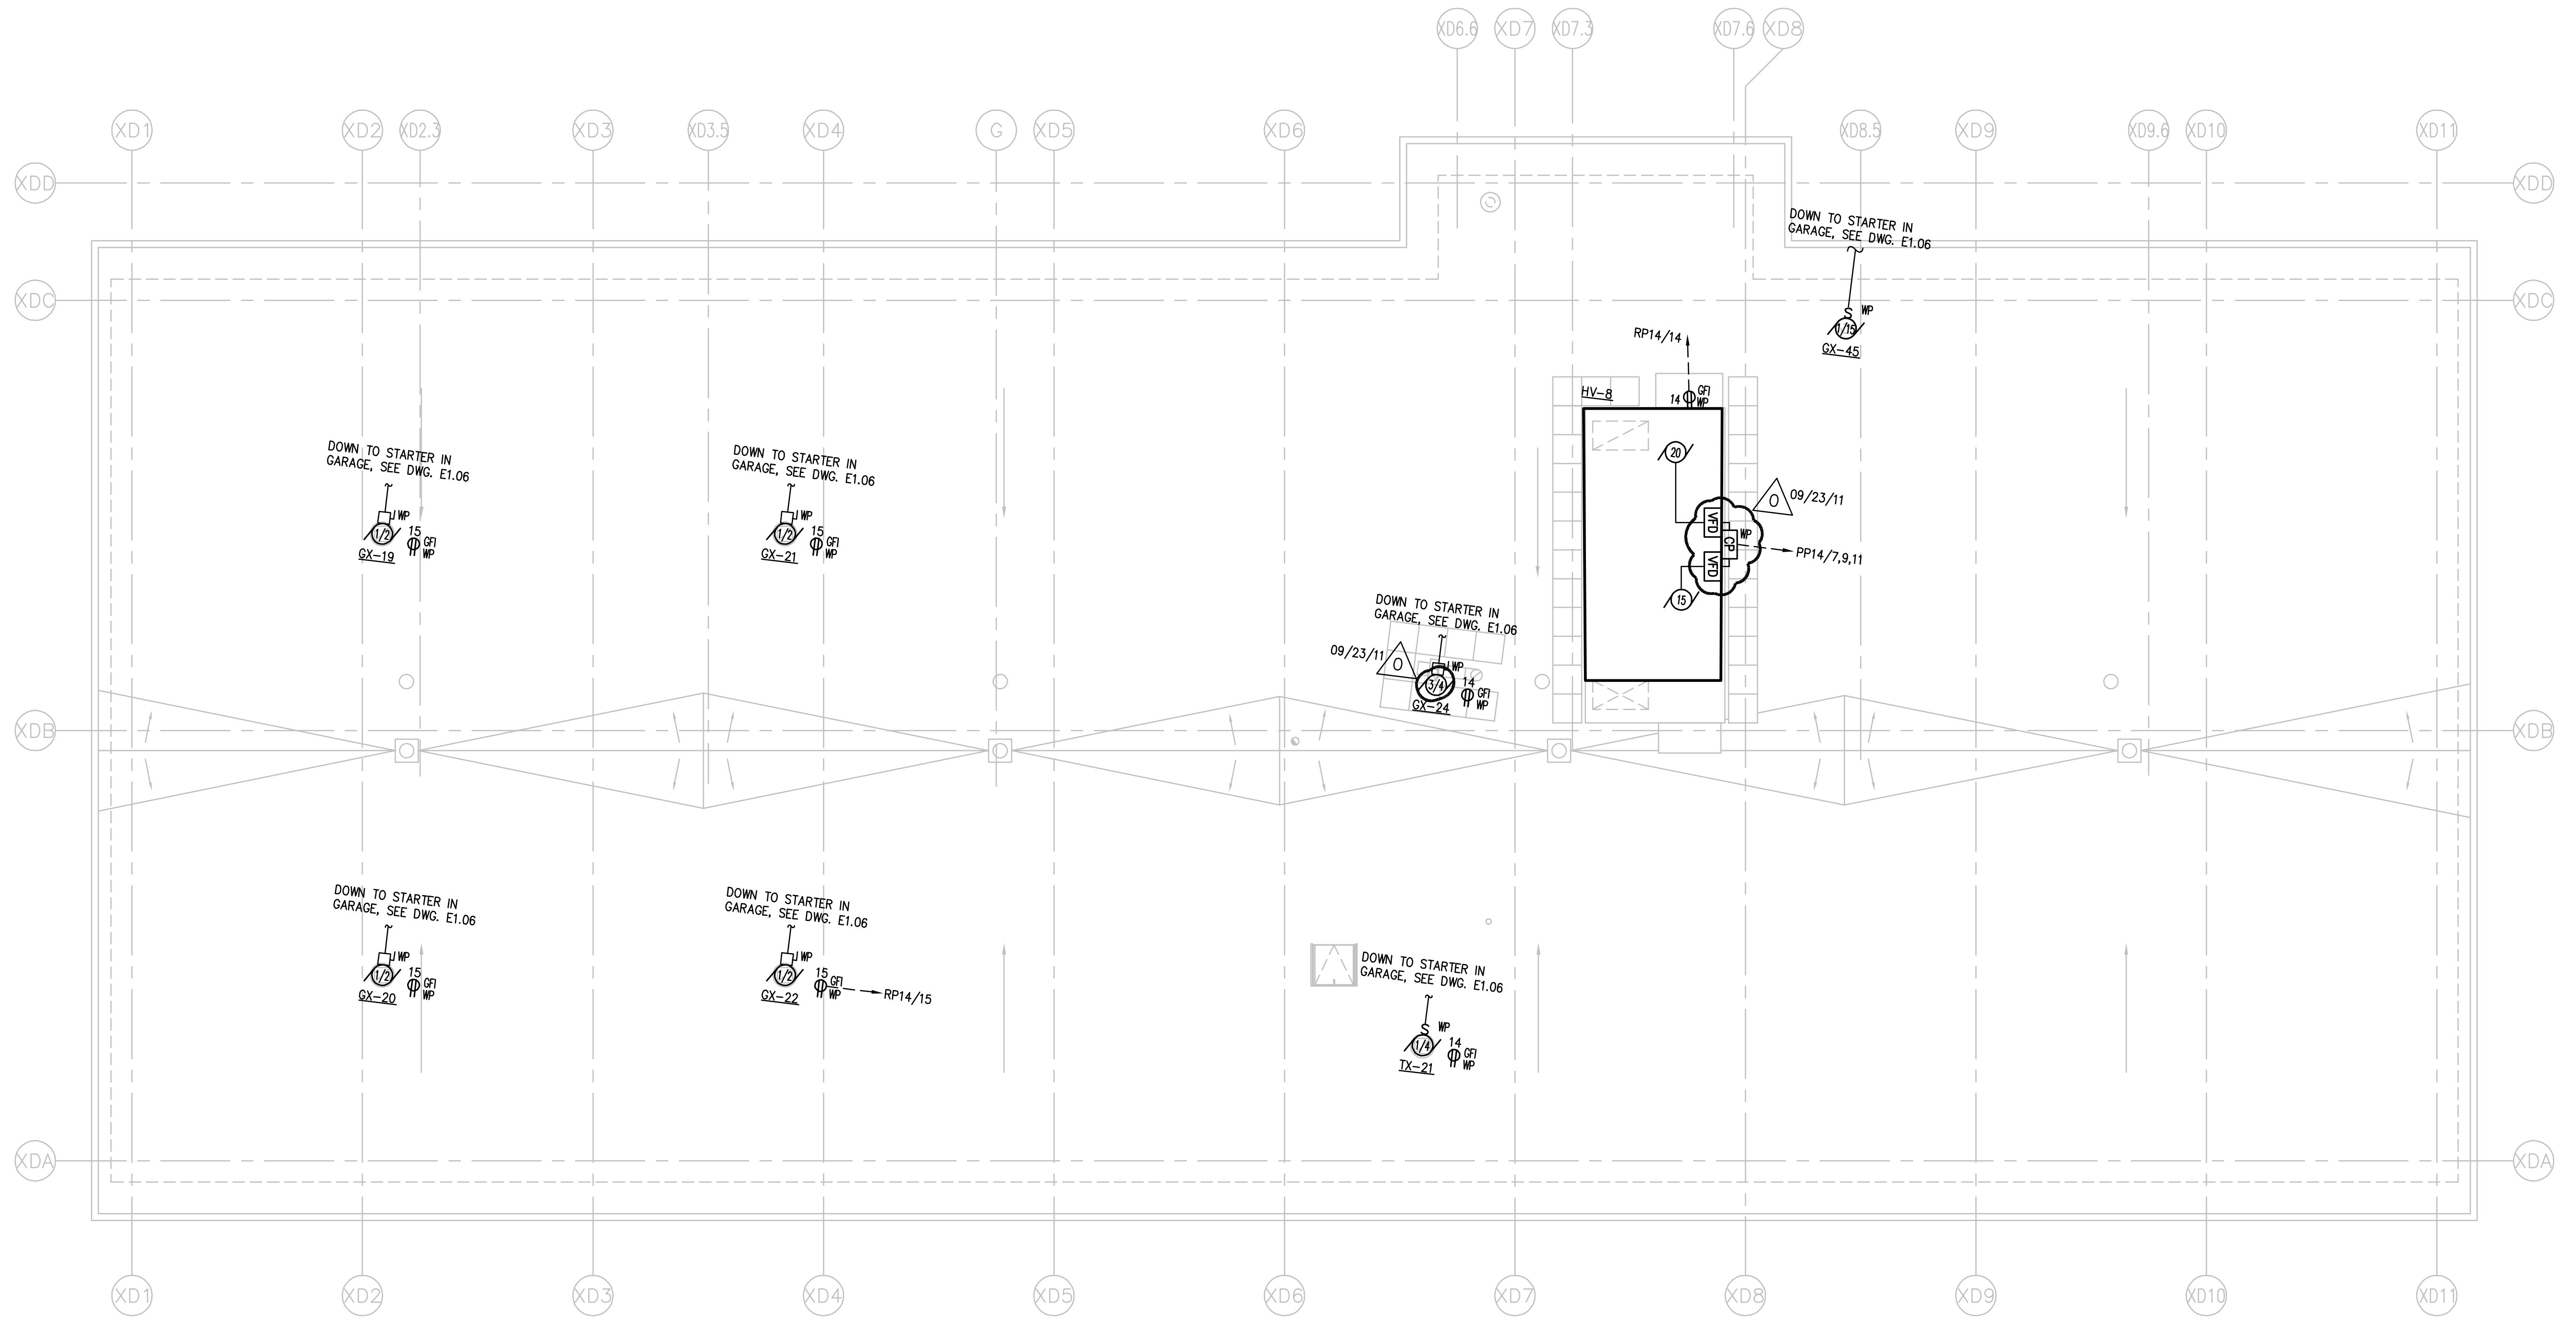 XD6.6
XD7
XD7.3
XD7.6
XD8
XD1
XD2
XD2.3
XD3
XD3.5
XD4
G
XD5
XD6
XD8.5
XD9
XD9.6
XD10
XD11
XDD
XDD
DOWN TO STARTER IN
GARAGE, SEE DWG. E1.06
XDC
XDC
S WP
1/15
GX-45
RP14/14
HV-8
14
GFI
WP
DOWN TO STARTER IN
GARAGE, SEE DWG. E1.06
WP
1/2
15
GFI
WP
GX-19
DOWN TO STARTER IN
GARAGE, SEE DWG. E1.06
WP
1/2
15
GFI
WP
GX-21
20
VFD
CP
WP
VFD
15
O
09/23/11
PP14/7,9,11
DOWN TO STARTER IN
GARAGE, SEE DWG. E1.06
09/23/11
O
WP
3/4
14
GFI
WP
GX-24
XDB
XDB
DOWN TO STARTER IN
GARAGE, SEE DWG. E1.06
WP
1/2
15
GFI
WP
GX-20
DOWN TO STARTER IN
GARAGE, SEE DWG. E1.06
WP
1/2
15
GFI
WP
GX-22
RP14/15
DOWN TO STARTER IN
GARAGE, SEE DWG. E1.06
S WP
1/4
14
GFI
WP
TX-21
XDA
XDA
XD1
XD2
XD3
XD4
XD5
XD6
XD7
XD8
XD9
XD10
XD11